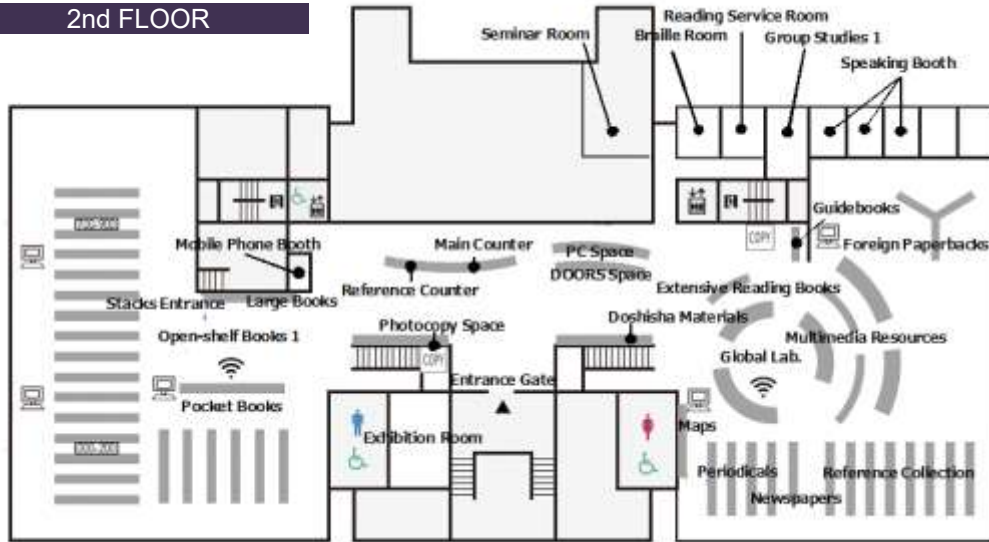 2nd FLOOR
Reading Service Room
Seminar Room
Braille Room
Group Studies 1
Speaking Booth
Guidebooks
COPY
Foreign Paperbacks
Mobile Phone Booth
Main Counter
PC Space
DOORS Space
Reference Counter
Extensive Reading Books
Stacks Entrance
Large Books
Open-shelf Books 1
Photocopy Space
COPY
Doshisha Materials
Multimedia Resources
Global Lab.
Entrance Gate
Pocket Books
Exhibition Room
Maps
Periodicals
Reference Collection
Newspapers